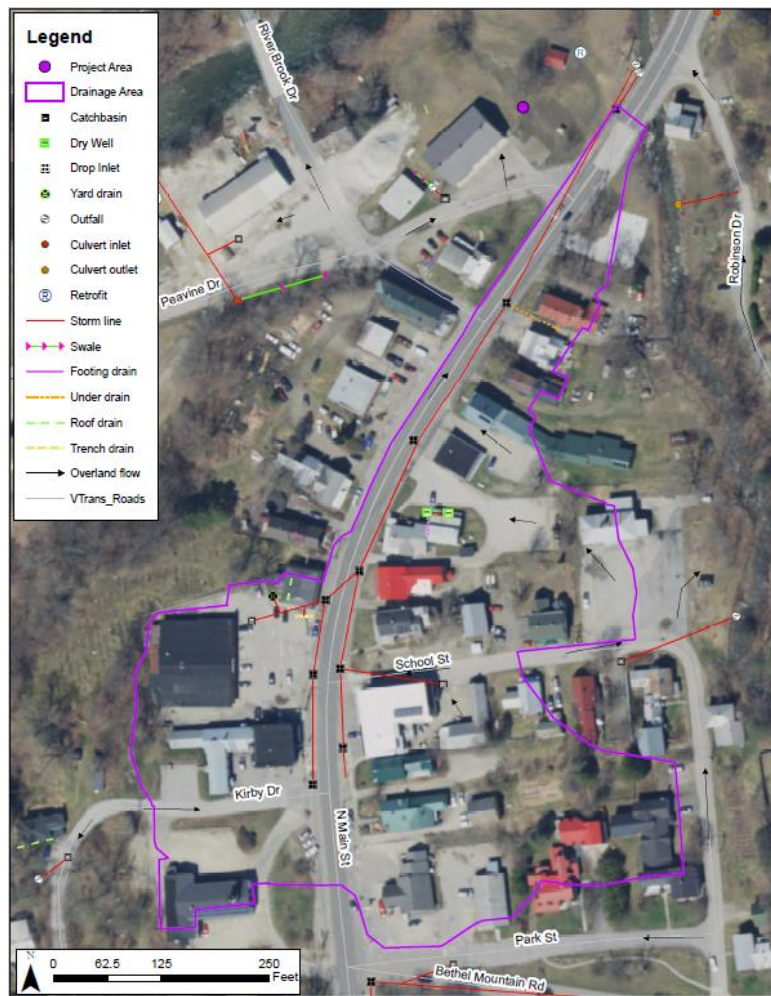 Legend
Project Area
Drainage Area
Catchbasin
Dry Well
Drop Inlet
Yard drain
Outfall
Culvert inlet
Culvert outlet
R Retrofit
Storm line
Swale
Footing drain
Under drain
Roof drain
Trench drain
Overland flow
VTrans_Roads
River Brook Dr
R
Peavine Dr
Robinson Dr
School St
Kirby Dr
N Main St
Park St
Bethel Mountain Rd
N
0 62.5 125 250
Feet